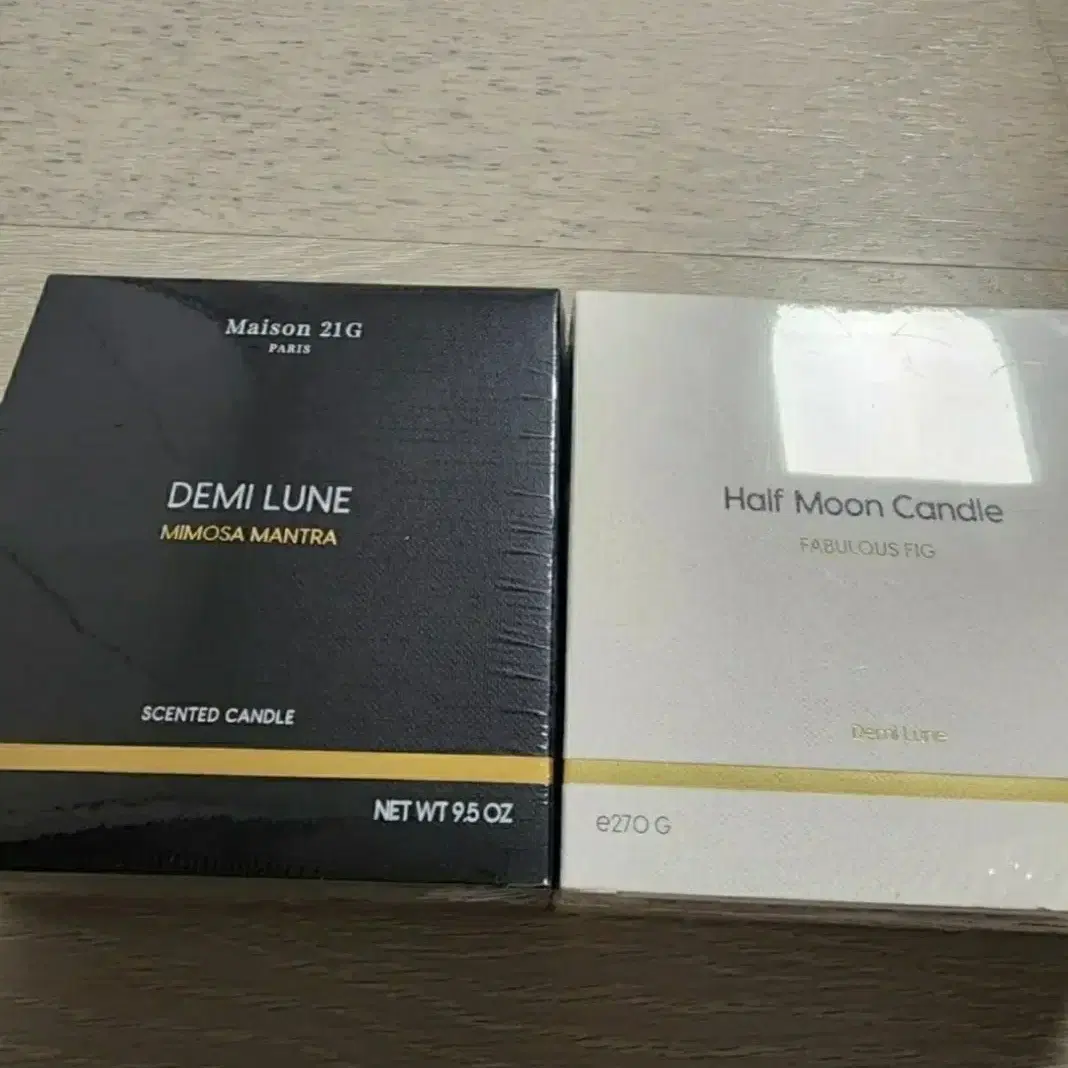 Maison 21G
PARIS
DEMI LUNE
MIMOSA MANTRA
SCENTED CANDLE
NET WT 9.5 OZ
Half Moon Candle
FABULOUS FIG
Demi Lune
e270 G